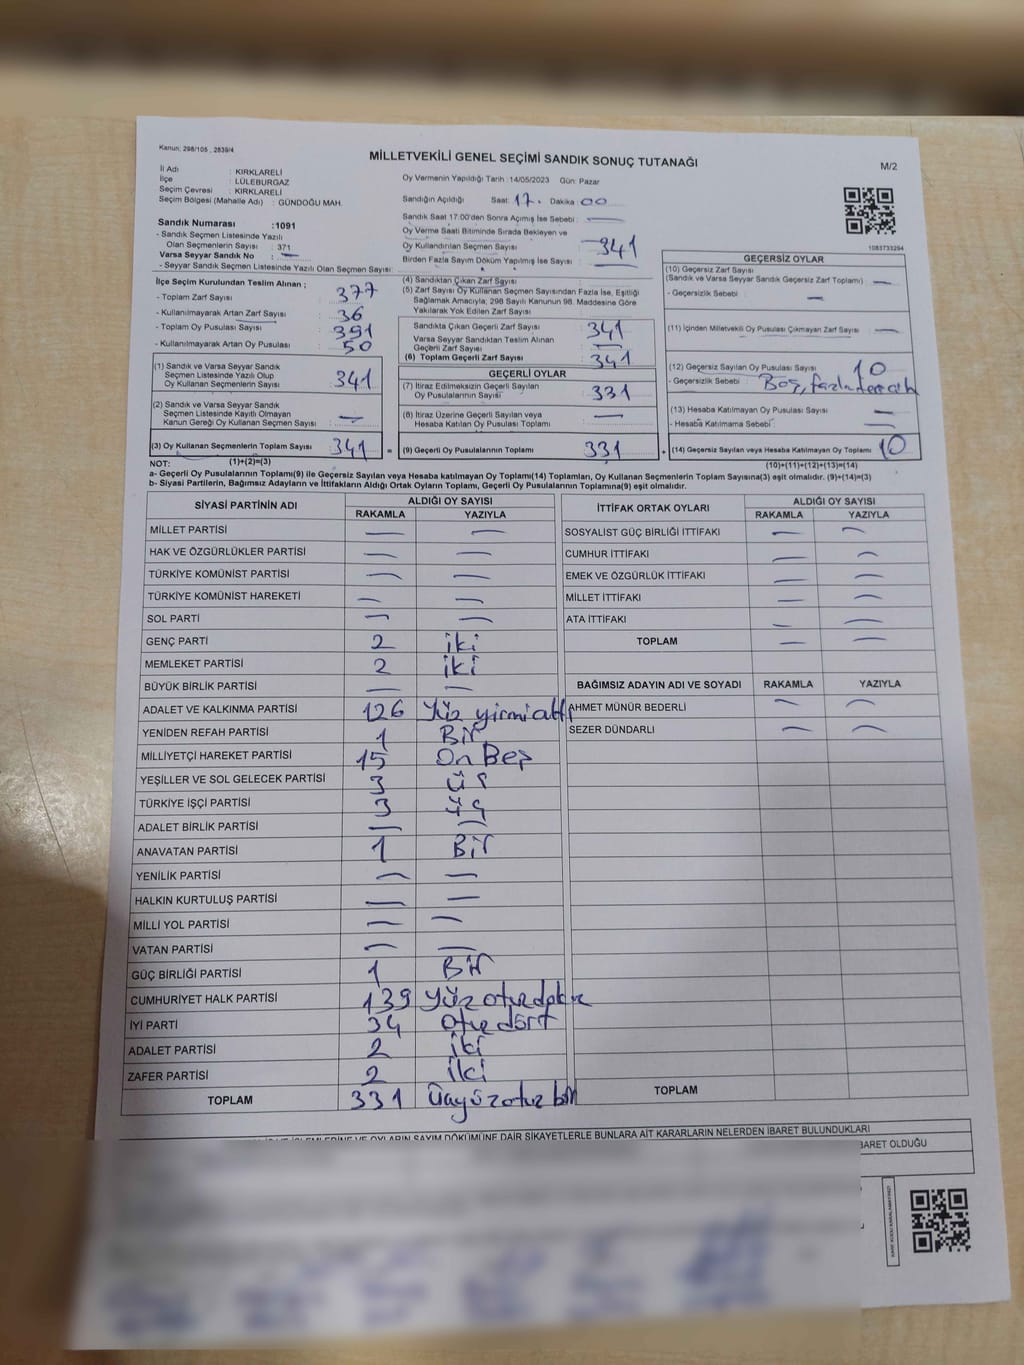 Kanun: 298/105 , 2839/4
MİLLETVEKİLİ GENEL SEÇİMİ SANDIK SONUÇ TUTANAĞI
M/2
İl Adı : KIRKLARELİ
İlçe : LÜLEBURGAZ
Seçim Çevresi : KIRKLARELİ
Seçim Bölgesi (Mahalle Adı) : GÜNDOĞU MAH.
Oy Vermenin Yapıldığı Tarih :14/05/2023 Gün: Pazar
Sandığın Açıldığı Saat: 17. Dakika 00
Sandık Saat 17:00'den Sonra Açılmış İse Sebebi : —
Oy Verme Saati Bitiminde Sırada Bekleyen ve
Oy Kullandırılan Seçmen Sayısı 341
Birden Fazla Sayım Döküm Yapılmış İse Sayısı : —
1083733294
Sandık Numarası :1091
- Sandık Seçmen Listesinde Yazılı
Olan Seçmenlerin Sayısı : 371
Varsa Seyyar Sandık No : —
- Seyyar Sandık Seçmen Listesinde Yazılı Olan Seçmen Sayısı:
İlçe Seçim Kurulundan Teslim Alınan ;
- Toplam Zarf Sayısı : 377
- Kullanılmayarak Artan Zarf Sayısı : 36
- Toplam Oy Pusulası Sayısı : 391
- Kullanılmayarak Artan Oy Pusulası : 50
(1) Sandık ve Varsa Seyyar Sandık
Seçmen Listesinde Yazılı Olup
Oy Kullanan Seçmenlerin Sayısı : 341
(2) Sandık ve Varsa Seyyar Sandık
Seçmen Listesinde Kayıtlı Olmayan
Kanun Gereği Oy Kullanan Seçmen Sayısı : —
(3) Oy Kullanan Seçmenlerin Toplam Sayısı : 341
(1)+(2)=(3)
(4) Sandıktan Çıkan Zarf Sayısı :
(5) Zarf Sayısı Oy Kullanan Seçmen Sayısından Fazla İse, Eşitliği
Sağlamak Amacıyla; 298 Sayılı Kanunun 98. Maddesine Göre
Yakılarak Yok Edilen Zarf Sayısı :
Sandıkta Çıkan Geçerli Zarf Sayısı : 341
Varsa Seyyar Sandıktan Teslim Alınan
Geçerli Zarf Sayısı : —
(6) Toplam Geçerli Zarf Sayısı : 341
GEÇERLİ OYLAR
(7) İtiraz Edilmeksizin Geçerli Sayılan
Oy Pusulalarının Sayısı : 331
(8) İtiraz Üzerine Geçerli Sayılan veya
Hesaba Katılan Oy Pusulası Toplamı : —
= (9) Geçerli Oy Pusulalarının Toplamı : 331
GEÇERSİZ OYLAR
(10) Geçersiz Zarf Sayısı
(Sandık ve Varsa Seyyar Sandık Geçersiz Zarf Toplamı) : —
- Geçersizlik Sebebi : —
(11) İçinden Milletvekili Oy Pusulası Çıkmayan Zarf Sayısı : —
(12) Geçersiz Sayılan Oy Pusulası Sayısı : 10
- Geçersizlik Sebebi : Boş, fazla tercih
(13) Hesaba Katılmayan Oy Pusulası Sayısı : —
- Hesaba Katılmama Sebebi : —
+ (14) Geçersiz Sayılan veya Hesaba Katılmayan Oy Toplamı : 10
(10)+(11)+(12)+(13)=(14)
NOT:
a- Geçerli Oy Pusulalarının Toplamı(9) ile Geçersiz Sayılan veya Hesaba katılmayan Oy Toplamı(14) Toplamları, Oy Kullanan Seçmenlerin Toplam Sayısına(3) eşit olmalıdır. (9)+(14)=(3)
b- Siyasi Partilerin, Bağımsız Adayların ve İttifakların Aldığı Ortak Oyların Toplamı, Geçerli Oy Pusulalarının Toplamına(9) eşit olmalıdır.
SİYASİ PARTİNİN ADI ALDIĞI OY SAYISI
RAKAMLA YAZIYLA
MİLLET PARTİSİ — —
HAK VE ÖZGÜRLÜKLER PARTİSİ — —
TÜRKİYE KOMÜNİST PARTİSİ — —
TÜRKİYE KOMÜNİST HAREKETİ — —
SOL PARTİ — —
GENÇ PARTİ 2 iki
MEMLEKET PARTİSİ 2 iki
BÜYÜK BİRLİK PARTİSİ — —
ADALET VE KALKINMA PARTİSİ 126 Yüz yirmialtı
YENİDEN REFAH PARTİSİ 1 Bir
MİLLİYETÇİ HAREKET PARTİSİ 15 On Beş
YEŞİLLER VE SOL GELECEK PARTİSİ 3 üç
TÜRKİYE İŞÇİ PARTİSİ 3 üç
ADALET BİRLİK PARTİSİ — —
ANAVATAN PARTİSİ 1 Bir
YENİLİK PARTİSİ — —
HALKIN KURTULUŞ PARTİSİ — —
MİLLİ YOL PARTİSİ — —
VATAN PARTİSİ — —
GÜÇ BİRLİĞİ PARTİSİ 1 Bir
CUMHURİYET HALK PARTİSİ 139 Yüz otuzdokuz
İYİ PARTİ 34 otuzdört
ADALET PARTİSİ 2 iki
ZAFER PARTİSİ 2 iki
TOPLAM 331 Üçyüzotuz bir
İTTİFAK ORTAK OYLARI ALDIĞI OY SAYISI
RAKAMLA YAZIYLA
SOSYALİST GÜÇ BİRLİĞİ İTTİFAKI — —
CUMHUR İTTİFAKI — —
EMEK VE ÖZGÜRLÜK İTTİFAKI — —
MİLLET İTTİFAKI — —
ATA İTTİFAKI — —
TOPLAM — —
BAĞIMSIZ ADAYIN ADI VE SOYADI RAKAMLA YAZIYLA
AHMET MÜNÜR BEDERLİ — —
SEZER DÜNDARLI — —
TOPLAM
İŞLEMLERİNE VE OYLARIN SAYIM DÖKÜMÜNE DAİR ŞİKAYETLERLE BUNLARA AİT KARARLARIN NELERDEN İBARET BULUNDUKLARI
İBARET OLDUĞU